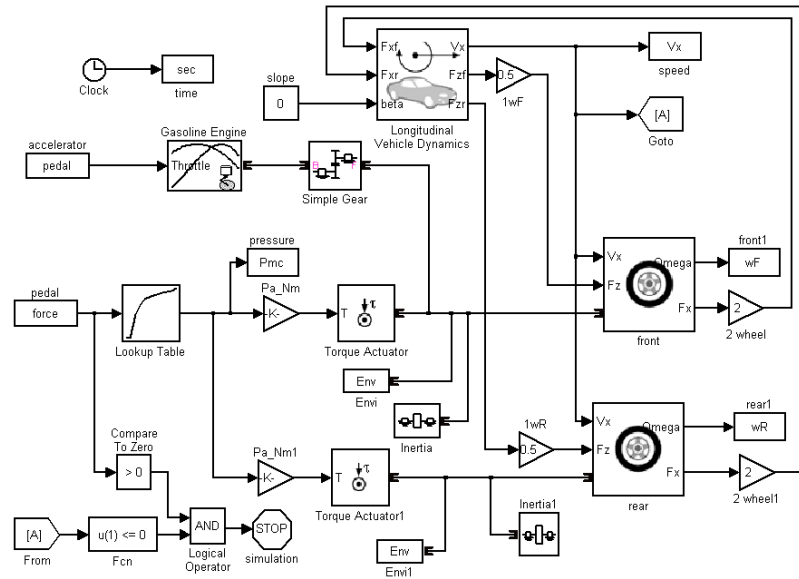 Fxf
Vx
Fxr
Fzf
beta
Fzr
Longitudinal
Vehicle Dynamics
0.5
1wF
Vx
speed
[A]
Goto
Clock
sec
time
slope
0
accelerator
pedal
Gasoline Engine
Throttle
B
F
Simple Gear
pressure
Pmc
pedal
force
Lookup Table
Pa_Nm
-K-
T
τ
Torque Actuator
Env
Envi
Inertia
Vx
Omega
Fz
Fx
front
front1
wF
2
2 wheel
Compare
To Zero
> 0
Pa_Nm1
-K-
T
τ
Torque Actuator1
1wR
0.5
Vx
Omega
Fz
Fx
rear
rear1
wR
2
2 wheel1
Inertia1
Env
Envi1
[A]
From
u(1) <= 0
Fcn
AND
Logical
Operator
STOP
simulation